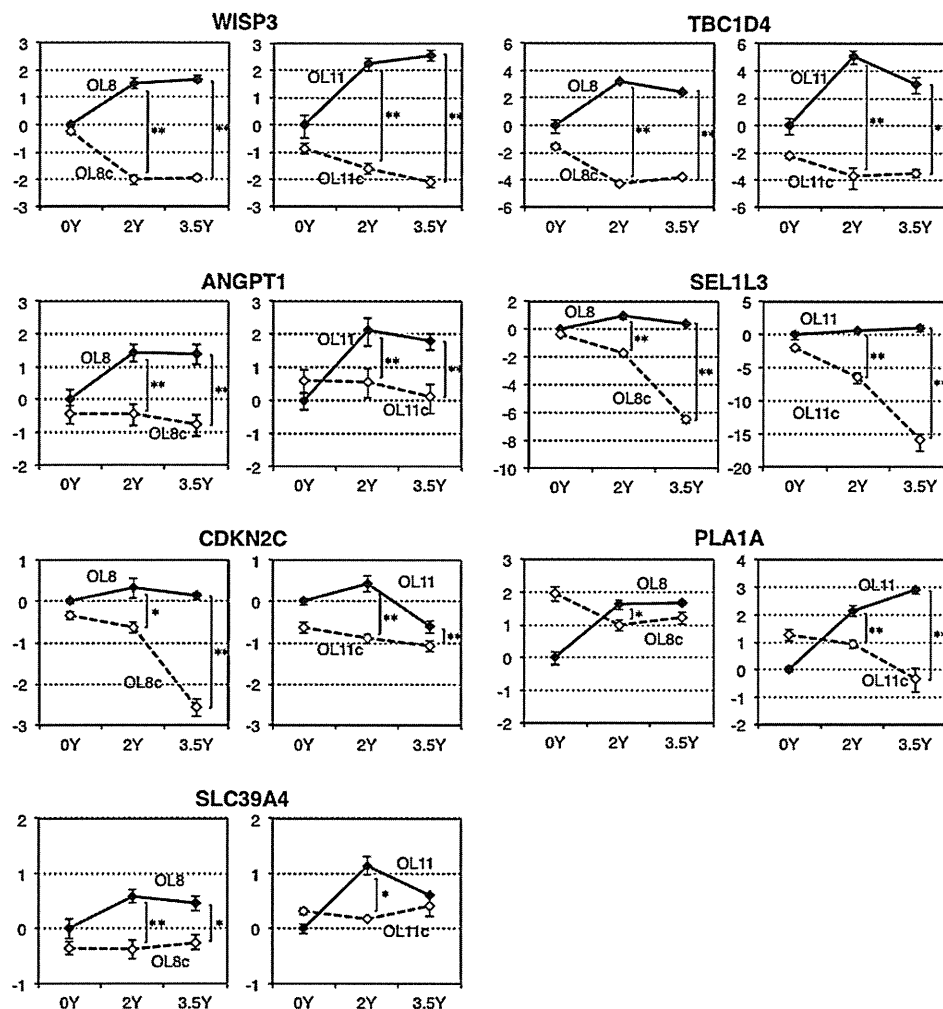 WISP3
TBC1D4
3
2
1
0
-1
-2
-3
OL8
OL8c
**
**
0Y 2Y 3.5Y
3
2
1
0
-1
-2
-3
OL11
OL11c
**
**
0Y 2Y 3.5Y
6
4
2
0
-2
-4
-6
OL8
OL8c
**
**
0Y 2Y 3.5Y
6
4
2
0
-2
-4
-6
OL11
OL11c
**
*
0Y 2Y 3.5Y
ANGPT1
SEL1L3
3
2
1
0
-1
-2
OL8
OL8c
**
**
0Y 2Y 3.5Y
3
2
1
0
-1
-2
OL11
OL11c
**
**
0Y 2Y 3.5Y
2
0
-2
-4
-6
-8
-10
OL8
OL8c
**
**
0Y 2Y 3.5Y
5
0
-5
-10
-15
-20
OL11
OL11c
**
**
0Y 2Y 3.5Y
CDKN2C
PLA1A
1
0
-1
-2
-3
OL8
OL8c
*
**
0Y 2Y 3.5Y
1
0
-1
-2
-3
OL11
OL11c
**
**
0Y 2Y 3.5Y
3
2
1
0
-1
-2
OL8
OL8c
*
0Y 2Y 3.5Y
4
3
2
1
0
-1
-2
OL11
OL11c
**
**
0Y 2Y 3.5Y
SLC39A4
2
1
0
-1
OL8
OL8c
**
*
0Y 2Y 3.5Y
2
1
0
-1
OL11
OL11c
*
0Y 2Y 3.5Y